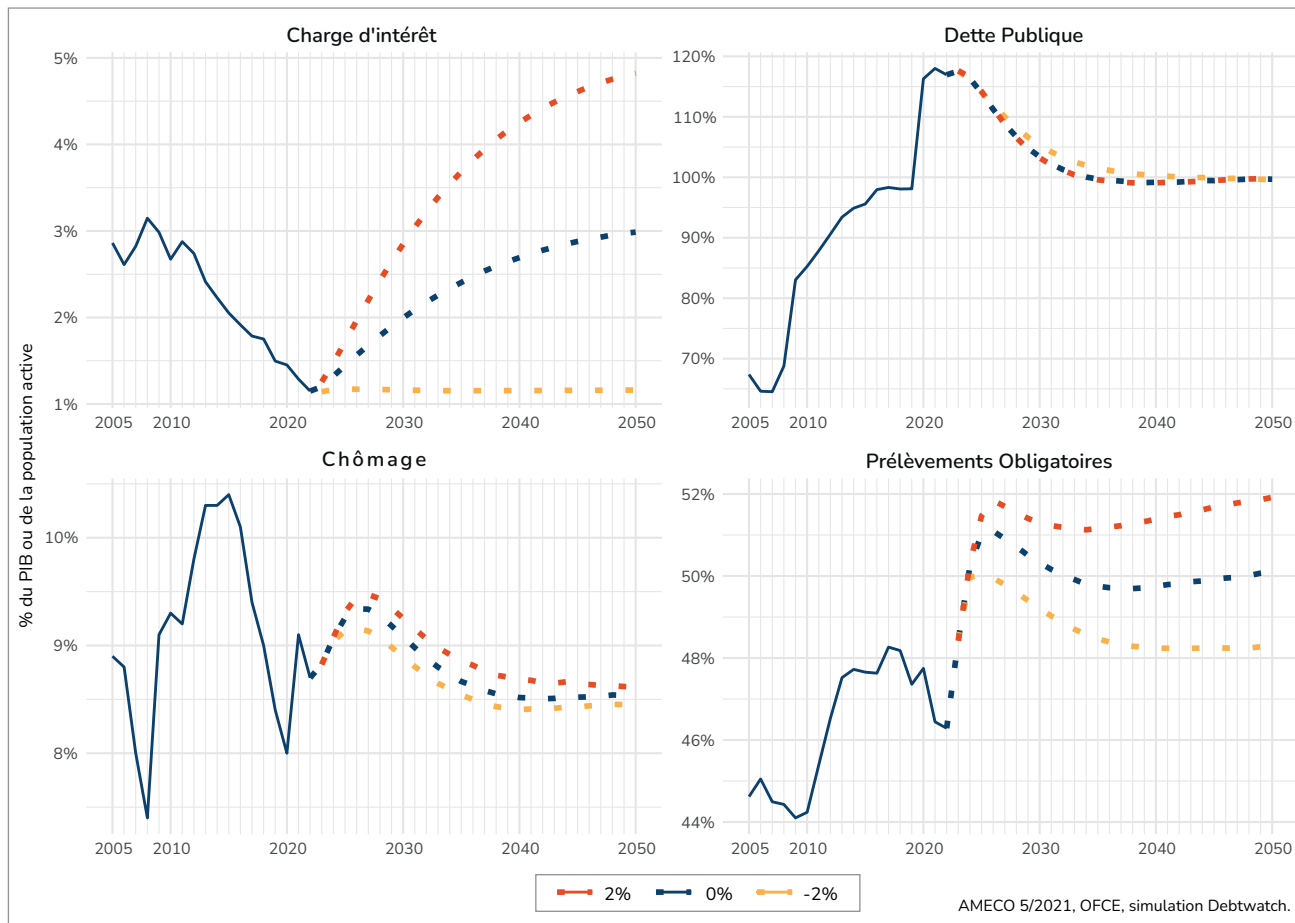 Charge d'intérêt
5%
4%
3%
2%
1%
2005 2010 2020 2030 2040 2050
Dette Publique
120%
110%
100%
90%
80%
70%
2005 2010 2020 2030 2040 2050
% du PIB ou de la population active
Chômage
10%
9%
8%
2005 2010 2020 2030 2040 2050
Prélèvements Obligatoires
52%
50%
48%
46%
44%
2005 2010 2020 2030 2040 2050
2% 0% -2%
AMECO 5/2021, OFCE, simulation Debtwatch.